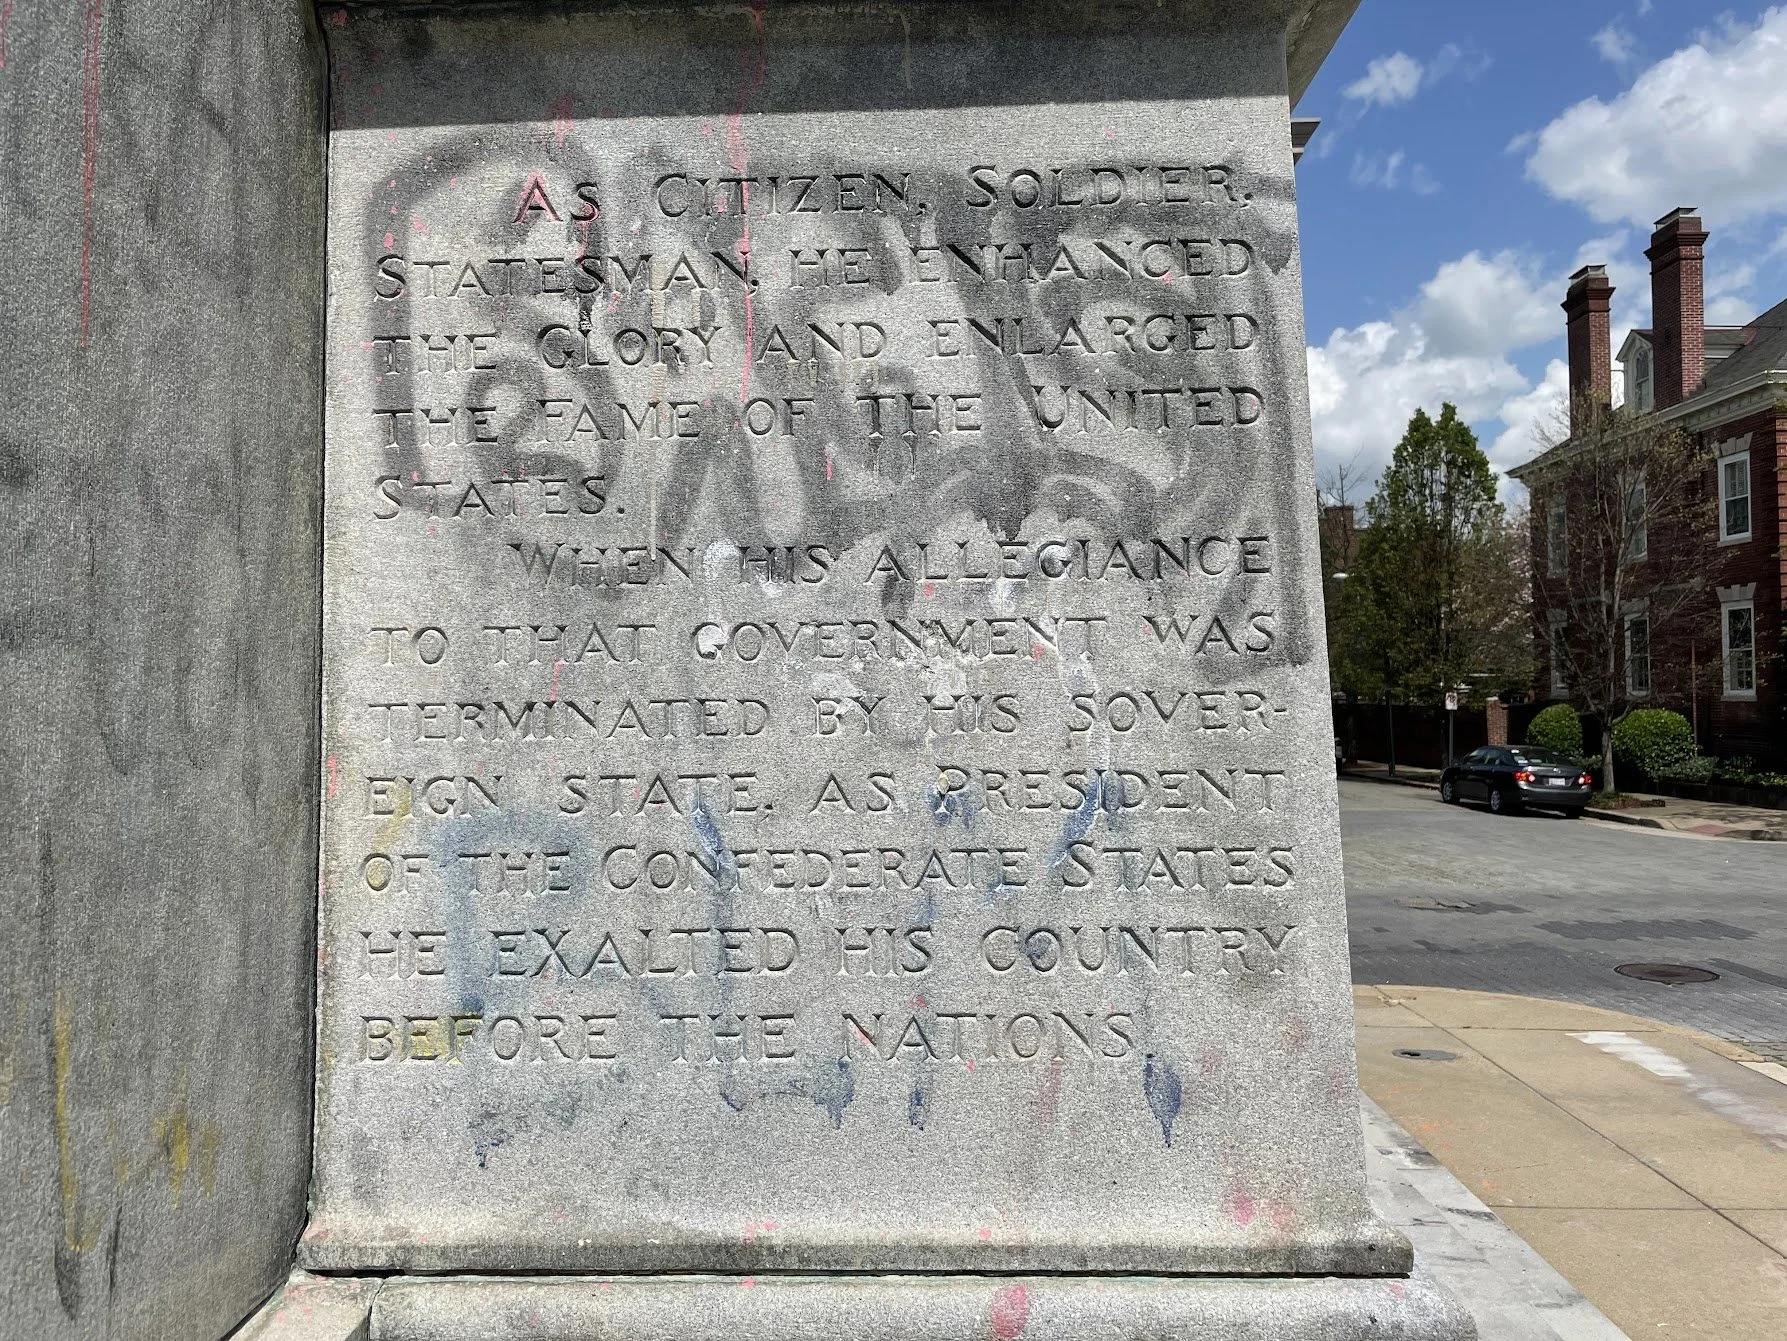 As Citizen, Soldier,
Statesman, he enhanced
the Glory and enlarged
the fame of the United
States.
When his allegiance
to that government was
terminated by his sover-
eign state, as President
of the Confederate States
he exalted his country
before the nations